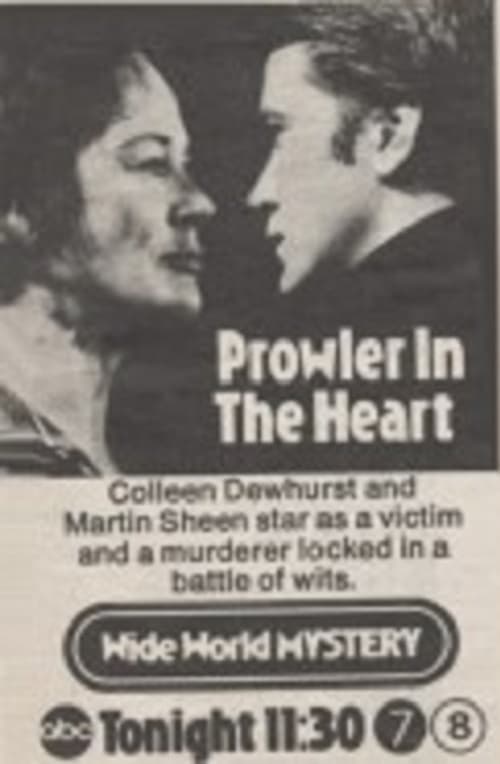 Prowler In
The Heart
Colleen Dewhurst and
Martin Sheen star as a victim
and a murderer locked in a
battle of wits.
Wide World MYSTERY
abc Tonight 11:30 7 8